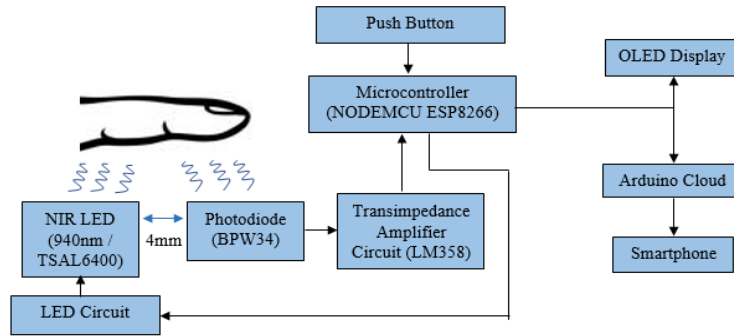 Push Button
OLED Display
Microcontroller
(NODEMCU ESP8266)
Arduino Cloud
NIR LED
(940nm /
TSAL6400)
4mm
Photodiode
(BPW34)
Transimpedance
Amplifier
Circuit (LM358)
Smartphone
LED Circuit